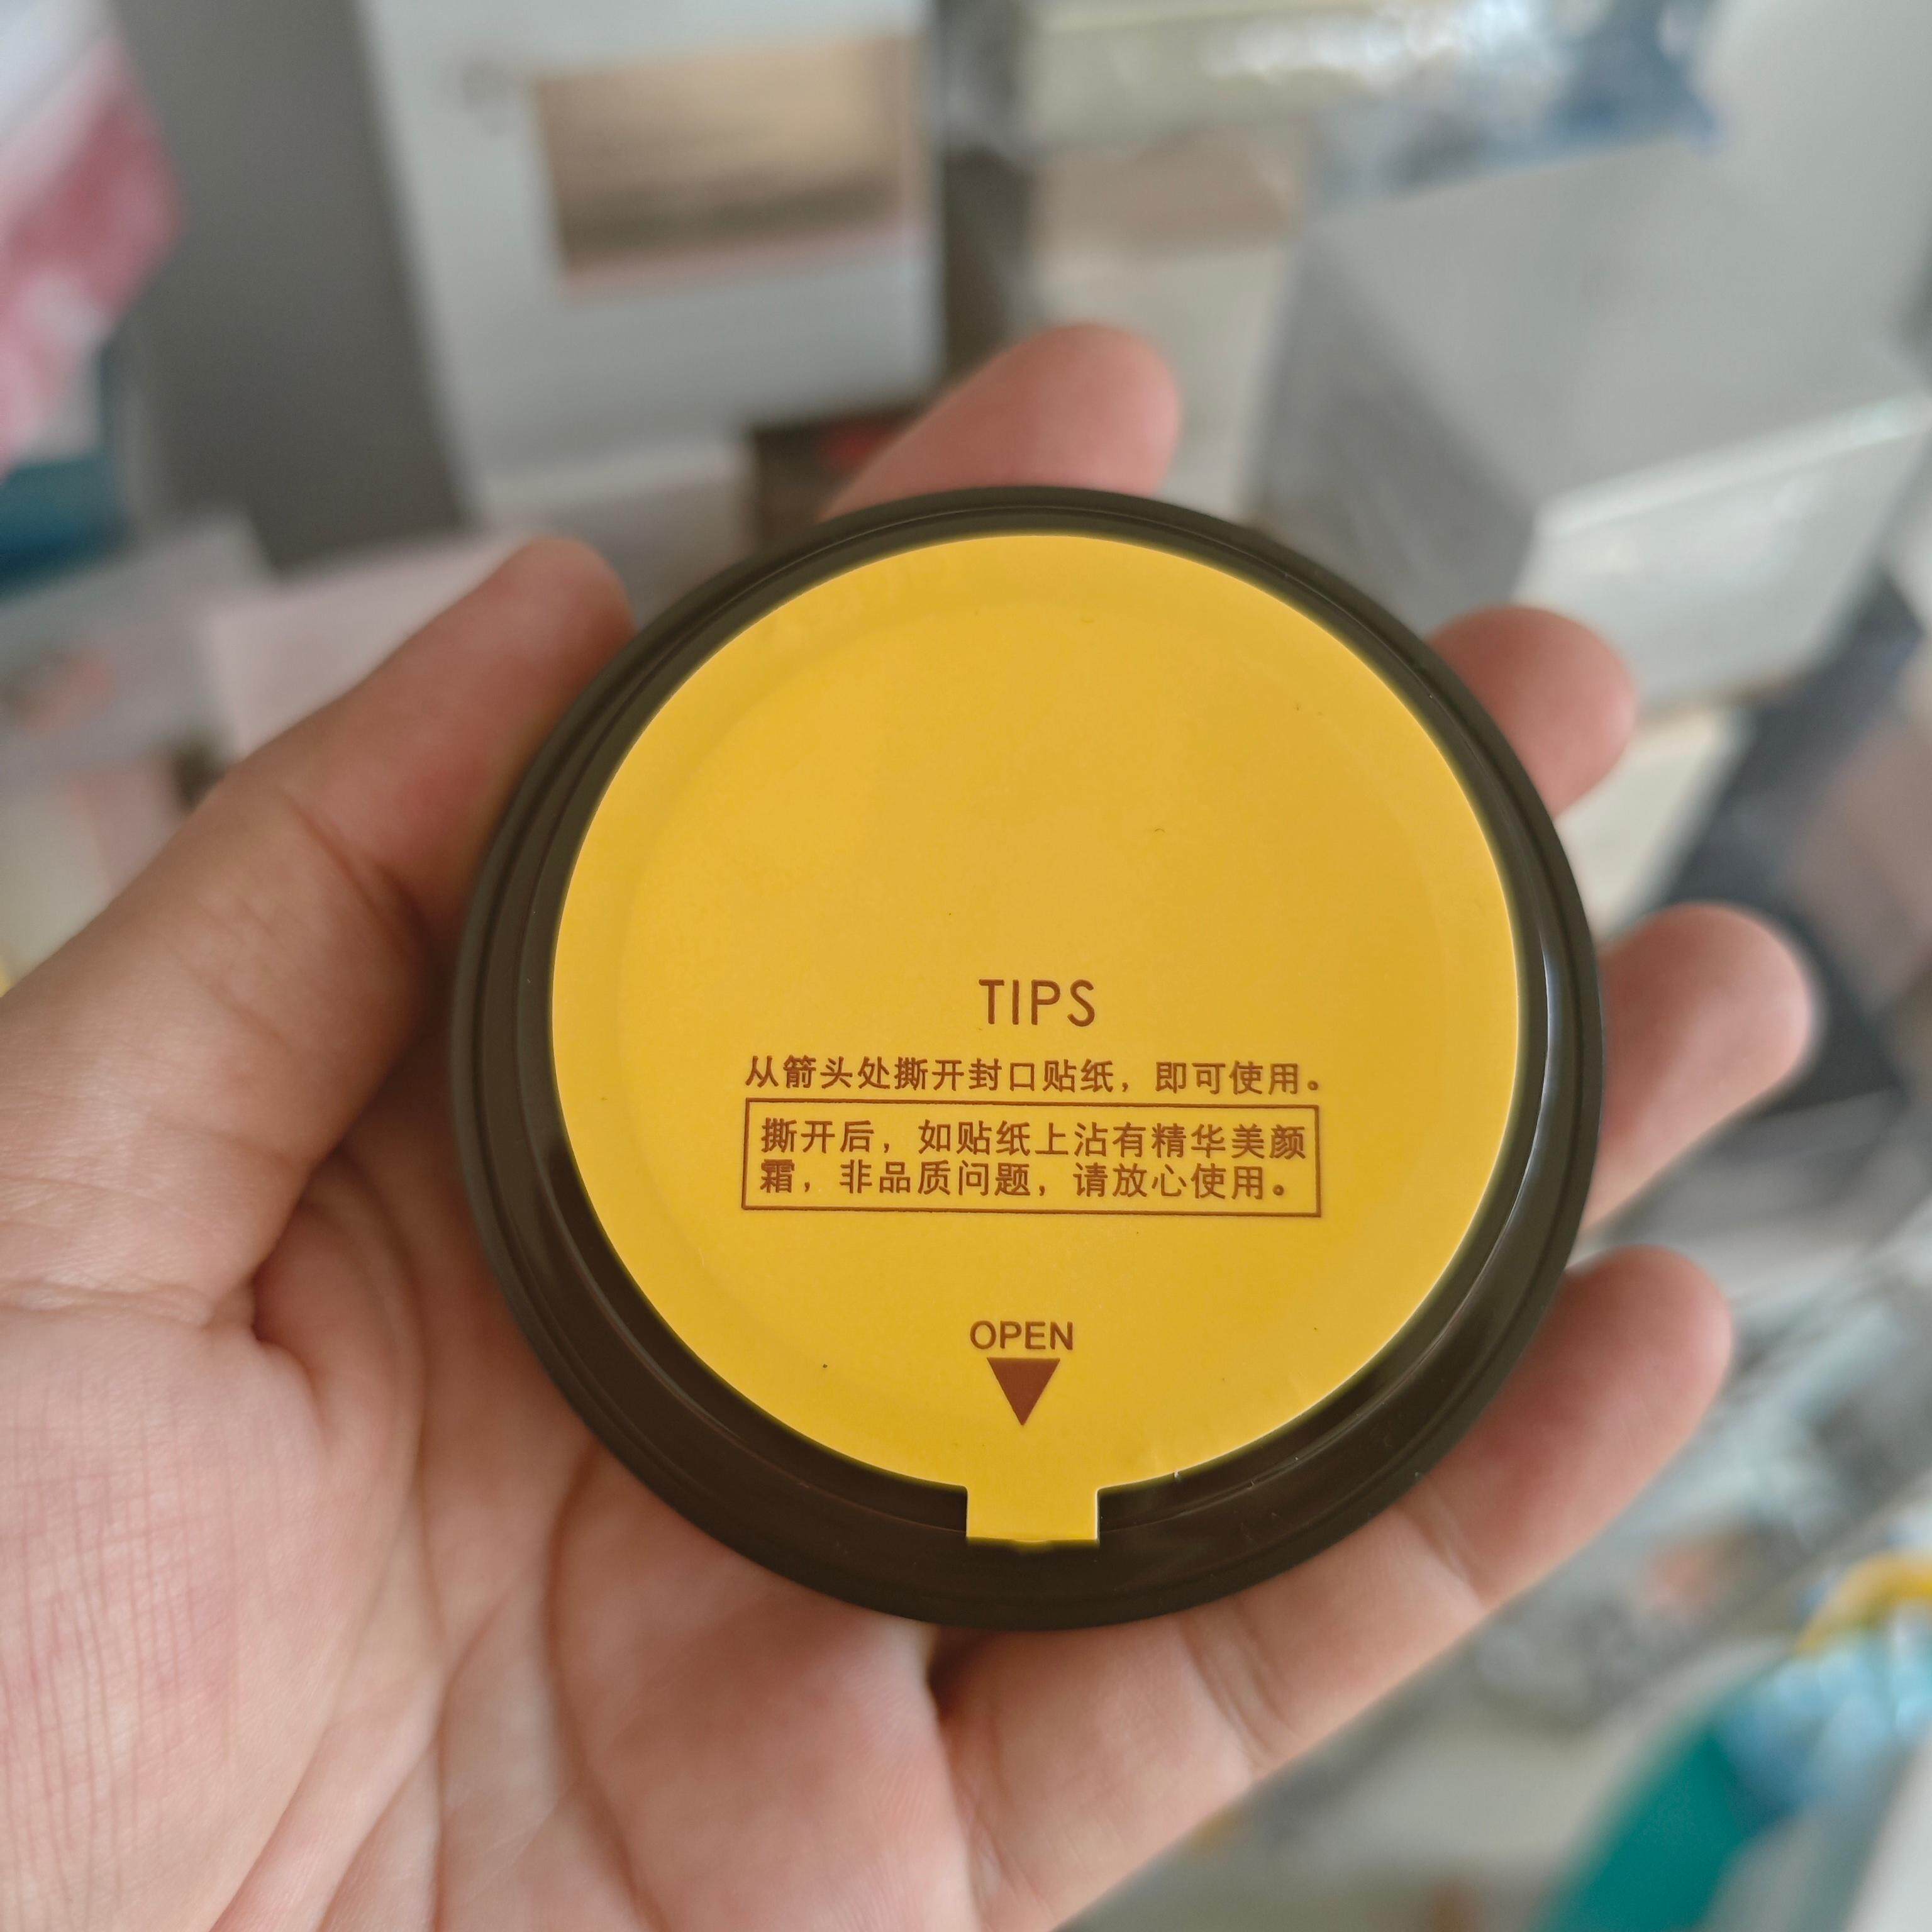 TIPS
从箭头处撕开封口贴纸，即可使用。
撕开后，如贴纸上沾有精华美颜
霜，非品质问题，请放心使用。
OPEN